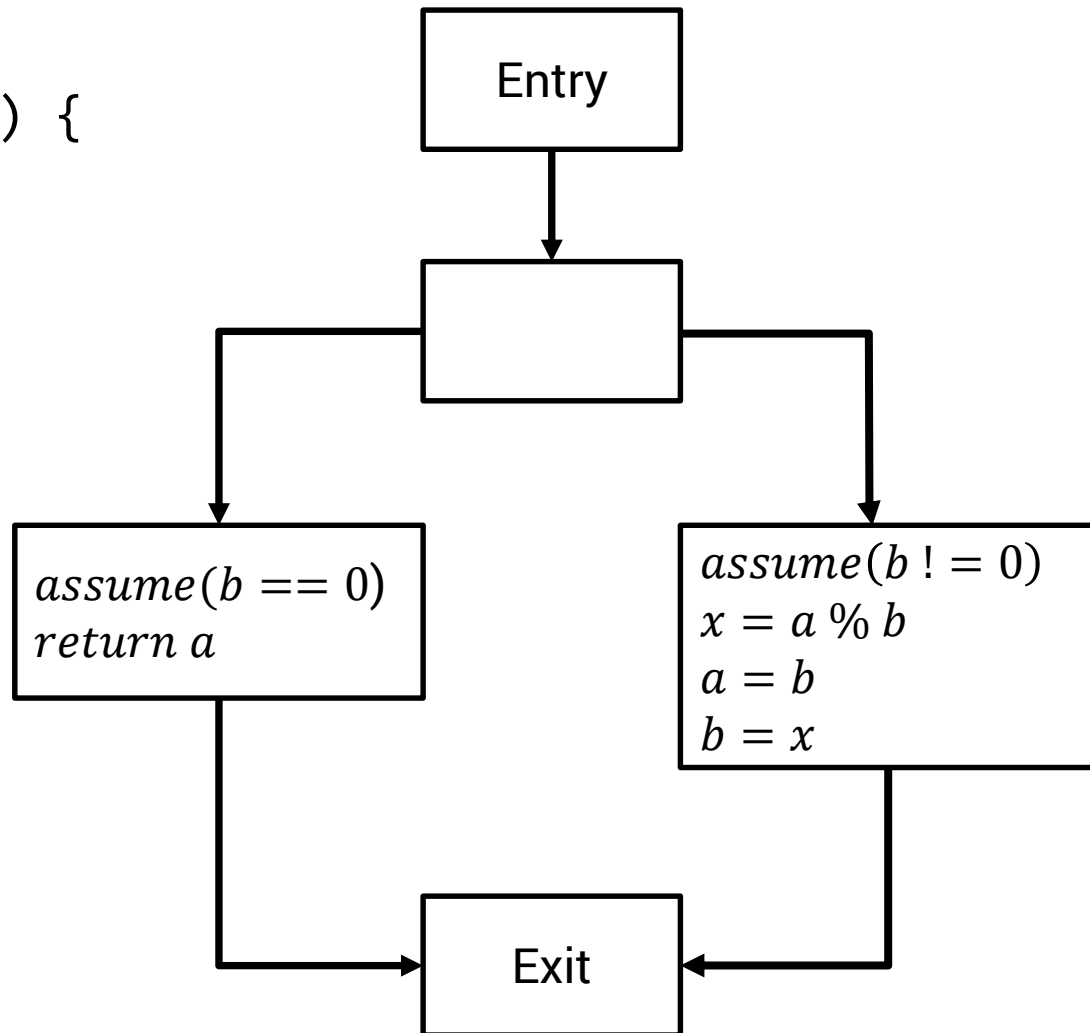 ) {
Entry
assume(b == 0)
return a
assume(b ! = 0)
x = a % b
a = b
b = x
Exit